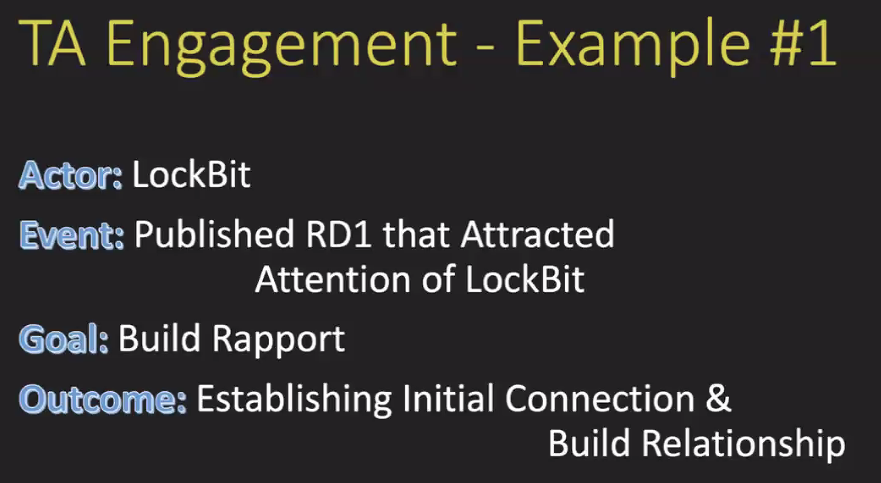 TA Engagement - Example #1
Actor: LockBit
Event: Published RD1 that Attracted
Attention of LockBit
Goal: Build Rapport
Outcome: Establishing Initial Connection &
Build Relationship